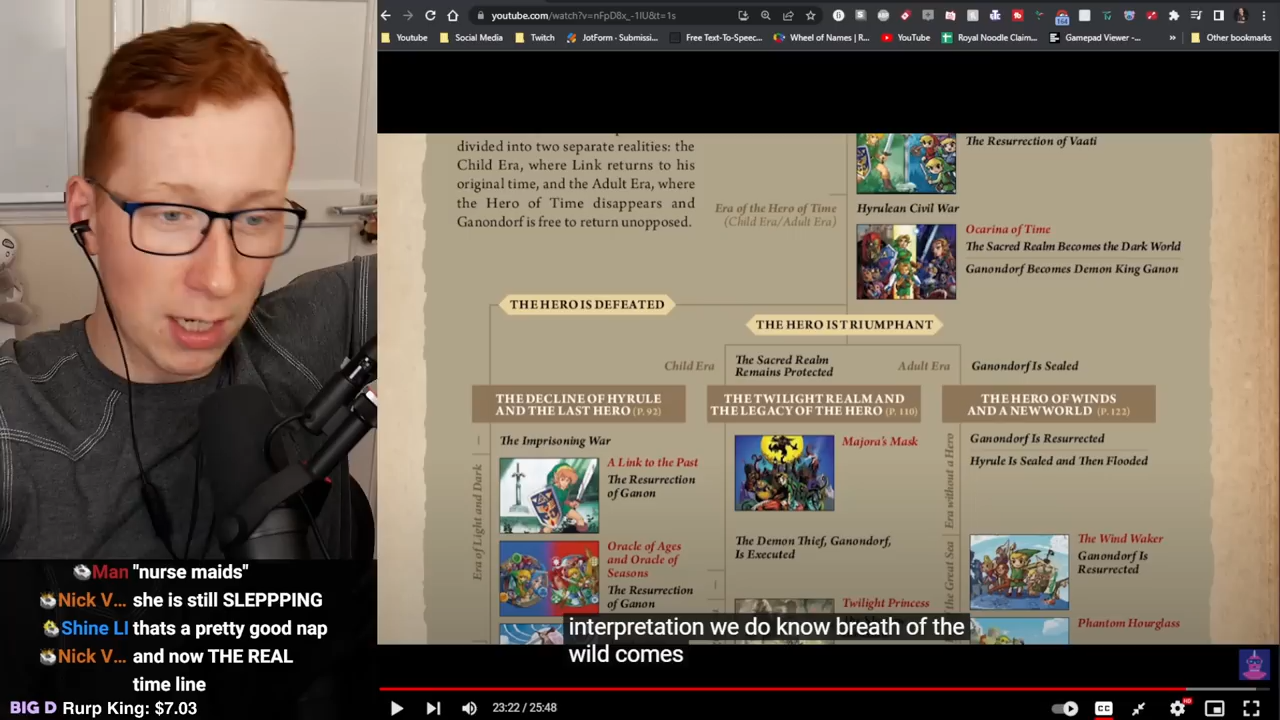 youtube.com/watch?v=nFpD8x_-1IU&t=1s
Youtube
Social Media
Twitch
JotForm - Submissi...
Free Text-To-Speec...
Wheel of Names | R...
YouTube
Royal Noodle Claim...
Gamepad Viewer -...
»
Other bookmarks
divided into two separate realities: the
Child Era, where Link returns to his
original time, and the Adult Era, where
the Hero of Time disappears and
Ganondorf is free to return unopposed.
The Resurrection of Vaati
Era of the Hero of Time
(Child Era/Adult Era)
Hyrulean Civil War
Ocarina of Time
The Sacred Realm Becomes the Dark World
Ganondorf Becomes Demon King Ganon
THE HERO IS DEFEATED
THE HERO IS TRIUMPHANT
Child Era
The Sacred Realm
Remains Protected
Adult Era
Ganondorf Is Sealed
THE DECLINE OF HYRULE
AND THE LAST HERO (P. 92)
THE TWILIGHT REALM AND
THE LEGACY OF THE HERO (P. 110)
THE HERO OF WINDS
AND A NEW WORLD (P. 122)
Era of Light and Dark
The Imprisoning War
A Link to the Past
The Resurrection
of Ganon
Oracle of Ages
and Oracle of
Seasons
The Resurrection
of Ganon
Majora's Mask
The Demon Thief, Ganondorf,
Is Executed
Twilight Princess
Era without a Hero
the Great Sea
Ganondorf Is Resurrected
Hyrule Is Sealed and Then Flooded
The Wind Waker
Ganondorf Is
Resurrected
Phantom Hourglass
interpretation we do know breath of the
wild comes
Man "nurse maids"
Nick V... she is still SLEPPPING
Shine LI thats a pretty good nap
Nick V... and now THE REAL
time line
BIG D Rurp King: $7.03
23:22 / 25:48
CC
HD